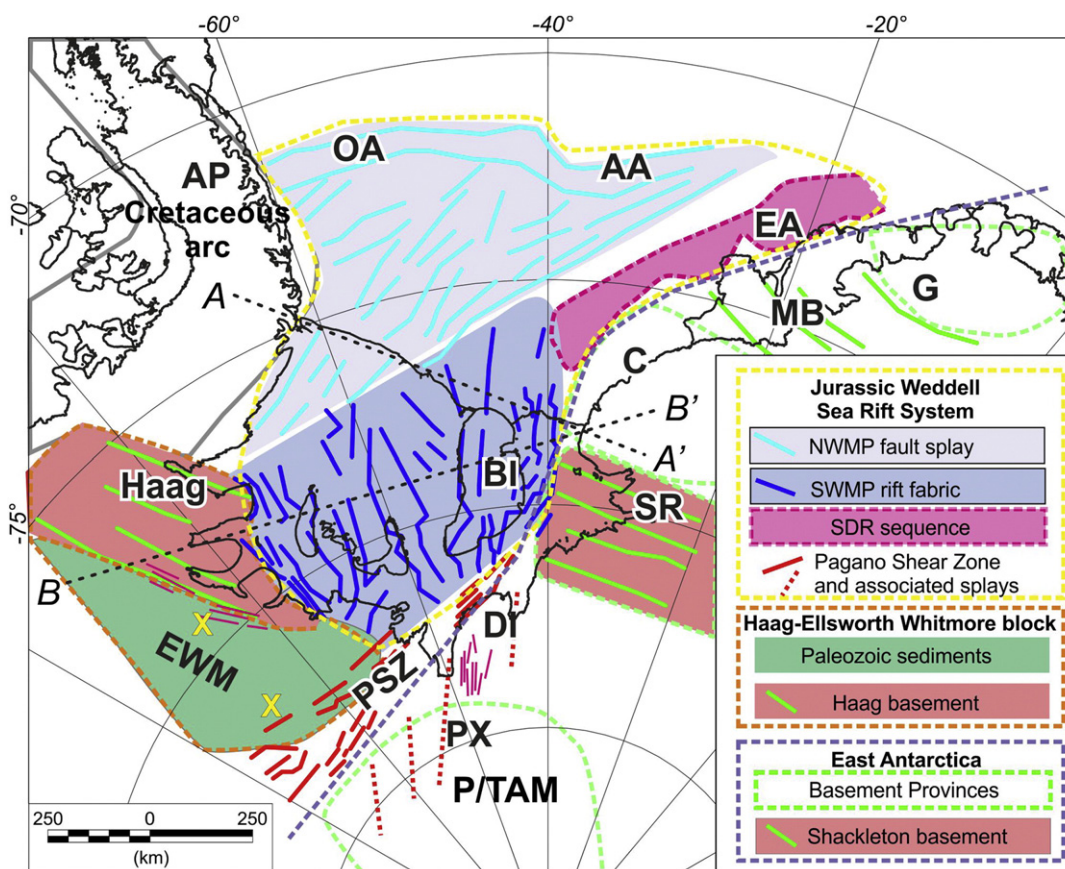 -60°
-40°
-20°
-70°
-75°
OA
AA
AP
Cretaceous
arc
EA
G
MB
A
C
B'
A'
Haag
BI
SR
B
EWM
X
X
DI
PSZ
PX
P/TAM
250 0 250
(km)
Jurassic Weddell
Sea Rift System
NWMP fault splay
SWMP rift fabric
SDR sequence
Pagano Shear Zone
and associated splays
Haag-Ellsworth Whitmore block
Paleozoic sediments
Haag basement
East Antarctica
Basement Provinces
Shackleton basement